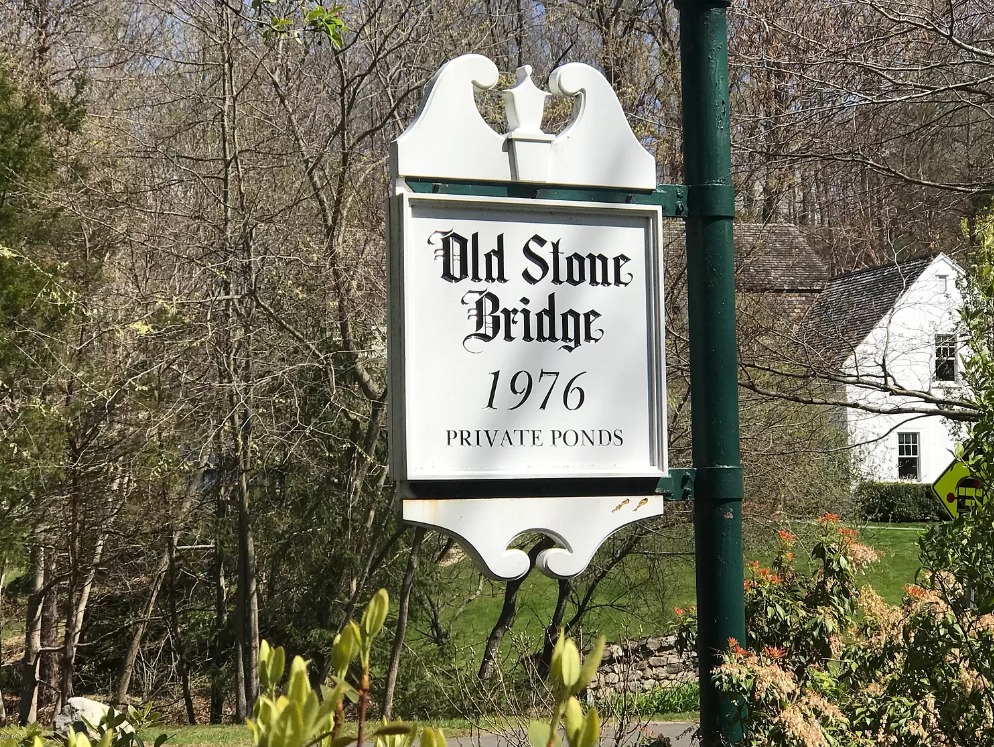 Old Stone
Bridge
1976
PRIVATE PONDS